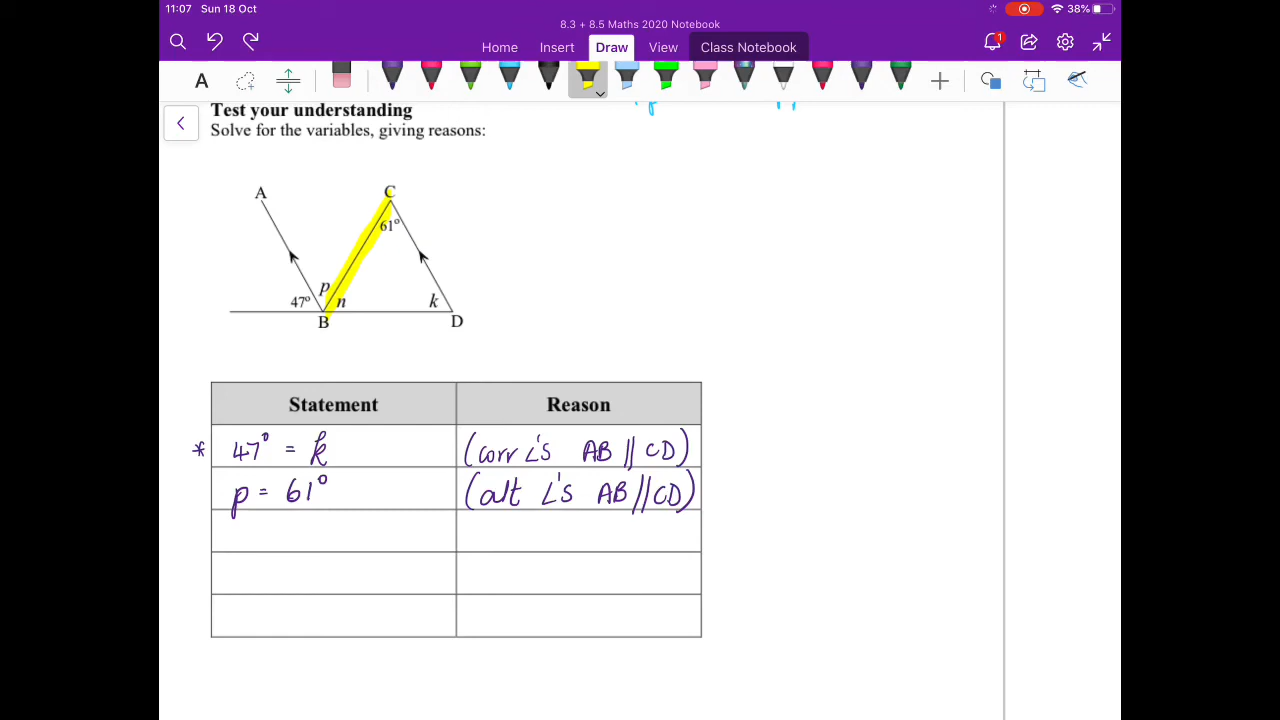 11:07 Sun 18 Oct
38%
8.3 + 8.5 Maths 2020 Notebook
Home Insert Draw View Class Notebook
1
A
Test your understanding
Solve for the variables, giving reasons:
A
C
61°
p
47°
n
k
B
D
Statement Reason
* 47° = k (corr ∠'s AB // CD)
p = 61° (alt ∠'s AB // CD)